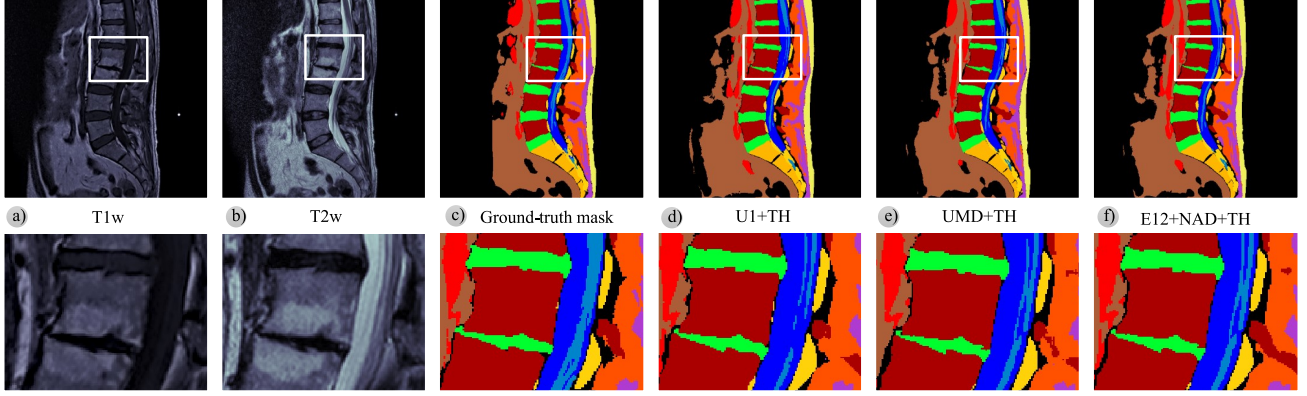 a) T1w
b) T2w
c) Ground-truth mask
d) U1+TH
e) UMD+TH
f) E12+NAD+TH